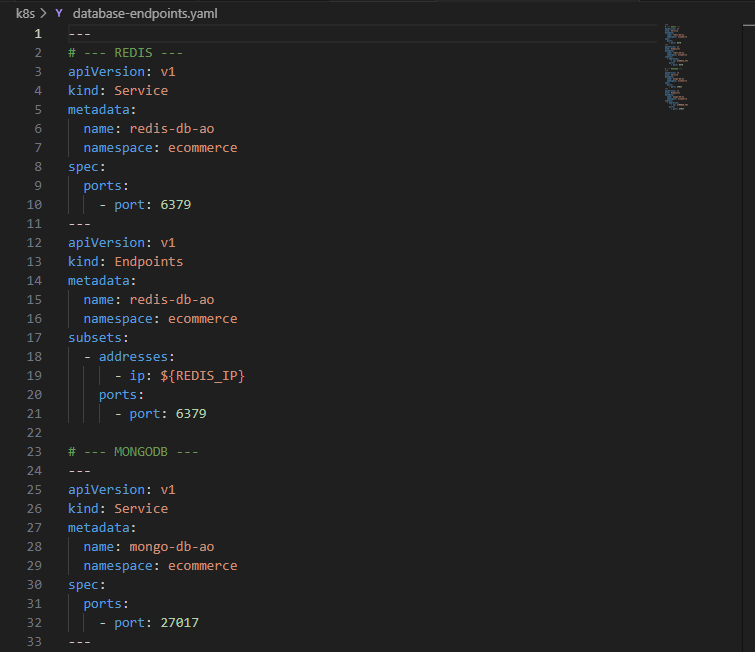 k8s > Y database-endpoints.yaml
1 ---
2 # --- REDIS ---
3 apiVersion: v1
4 kind: Service
5 metadata:
6   name: redis-db-ao
7   namespace: ecommerce
8 spec:
9   ports:
10     - port: 6379
11 ---
12 apiVersion: v1
13 kind: Endpoints
14 metadata:
15   name: redis-db-ao
16   namespace: ecommerce
17 subsets:
18   - addresses:
19       - ip: ${REDIS_IP}
20     ports:
21       - port: 6379
22
23 # --- MONGODB ---
24 ---
25 apiVersion: v1
26 kind: Service
27 metadata:
28   name: mongo-db-ao
29   namespace: ecommerce
30 spec:
31   ports:
32     - port: 27017
33 ---